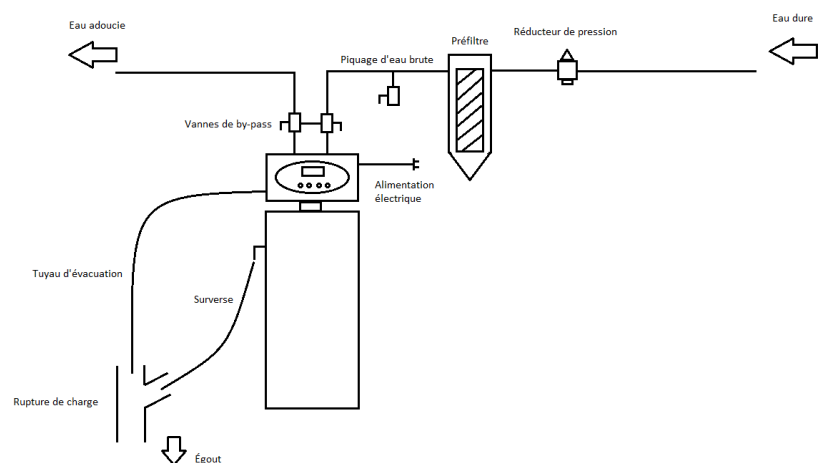 Eau adoucie
Eau dure
Réducteur de pression
Préfiltre
Piquage d'eau brute
Vannes de by-pass
Alimentation
électrique
Tuyau d'évacuation
Surverse
Rupture de charge
Égout